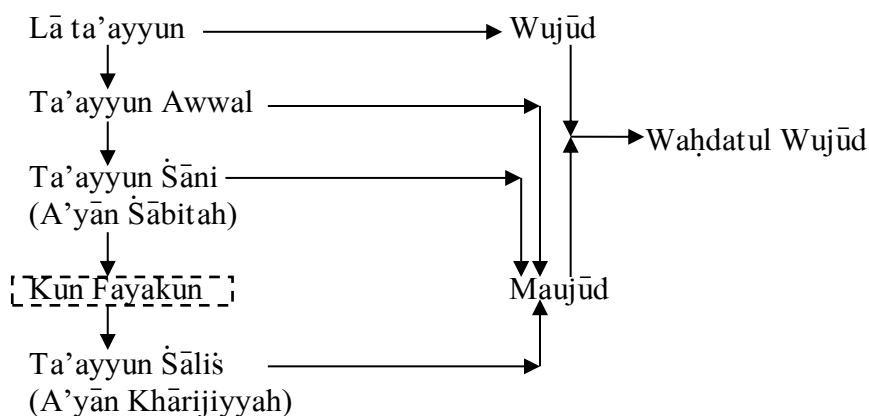 Lā ta’ayyun
Wujūd
Ta’ayyun Awwal
Waḥdatul Wujūd
Ta’ayyun Ṡāni
(A’yān Ṡābitah)
Kun Fayakun
Maujūd
Ta’ayyun Ṡāliṡ
(A’yān Khārijiyyah)